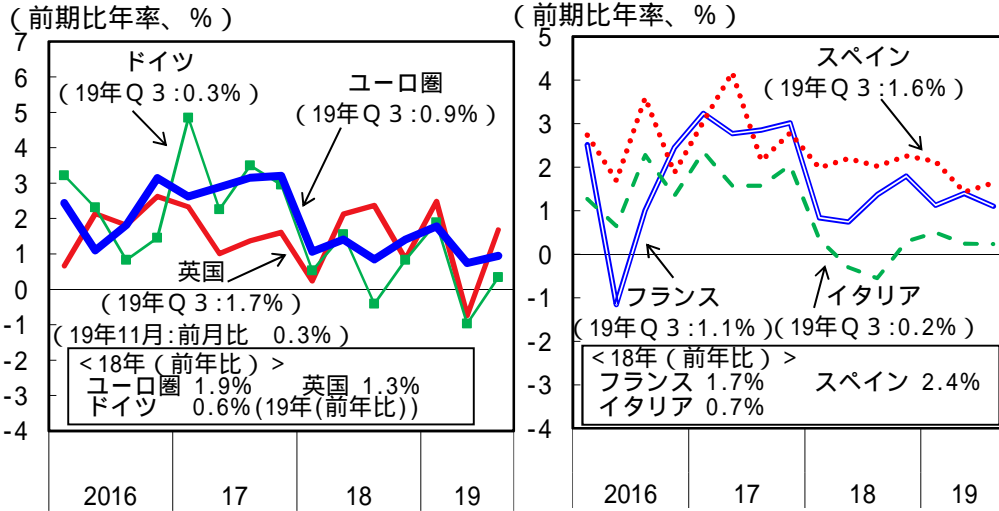 （前期比年率、％）
7
6
5
4
3
2
1
0
-1
-2
-3
-4
ドイツ
（19年Ｑ３:0.3%）
ユーロ圏
（19年Ｑ３:0.9%）
英国
（19年Ｑ３:1.7%）
（19年11月:前月比　0.3%）
＜18年（前年比）＞
ユーロ圏 1.9%　英国 1.3%
ドイツ　0.6%(19年(前年比))
2016 17 18 19
（前期比年率、％）
5
4
3
2
1
0
-1
-2
-3
-4
スペイン
（19年Ｑ３:1.6%）
フランス
（19年Ｑ３:1.1%）
イタリア
（19年Ｑ３:0.2%）
＜18年（前年比）＞
フランス 1.7%　スペイン 2.4%
イタリア 0.7%
2016 17 18 19